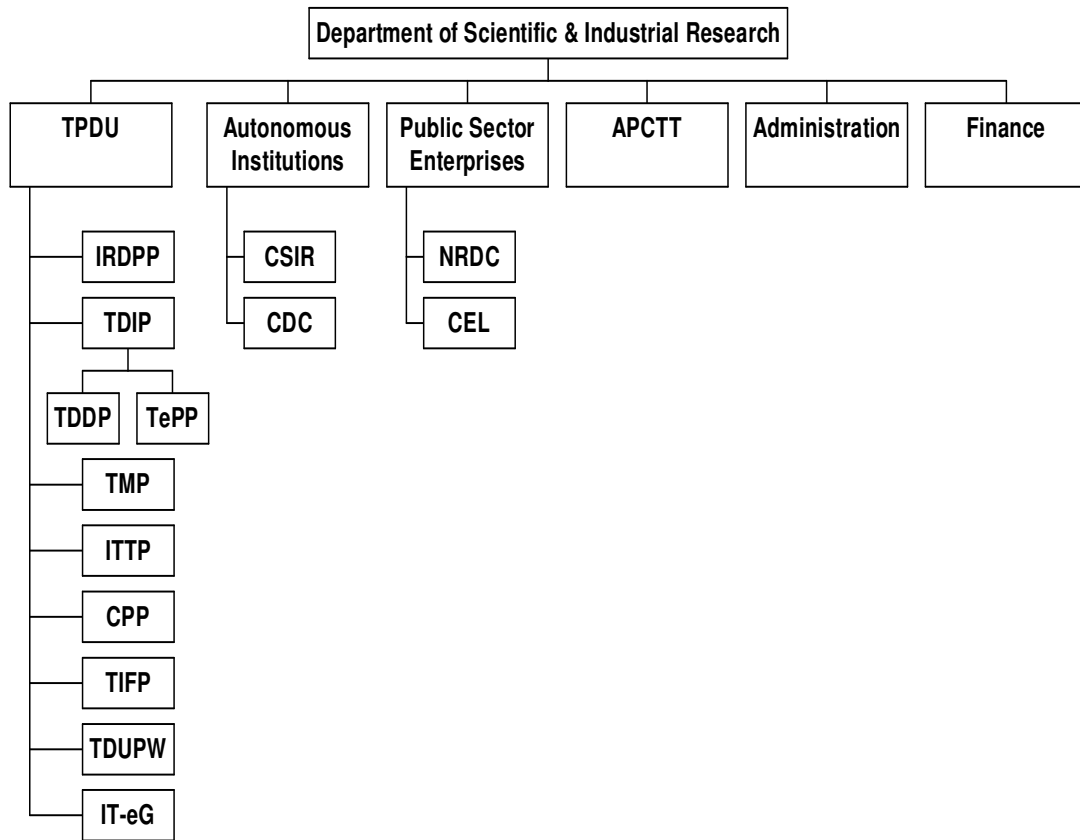 Department of Scientific & Industrial Research
TPDU
Autonomous
Institutions
Public Sector
Enterprises
APCTT
Administration
Finance
IRDPP
CSIR
NRDC
TDIP
CDC
CEL
TDDP
TePP
TMP
ITTP
CPP
TIFP
TDUPW
IT-eG